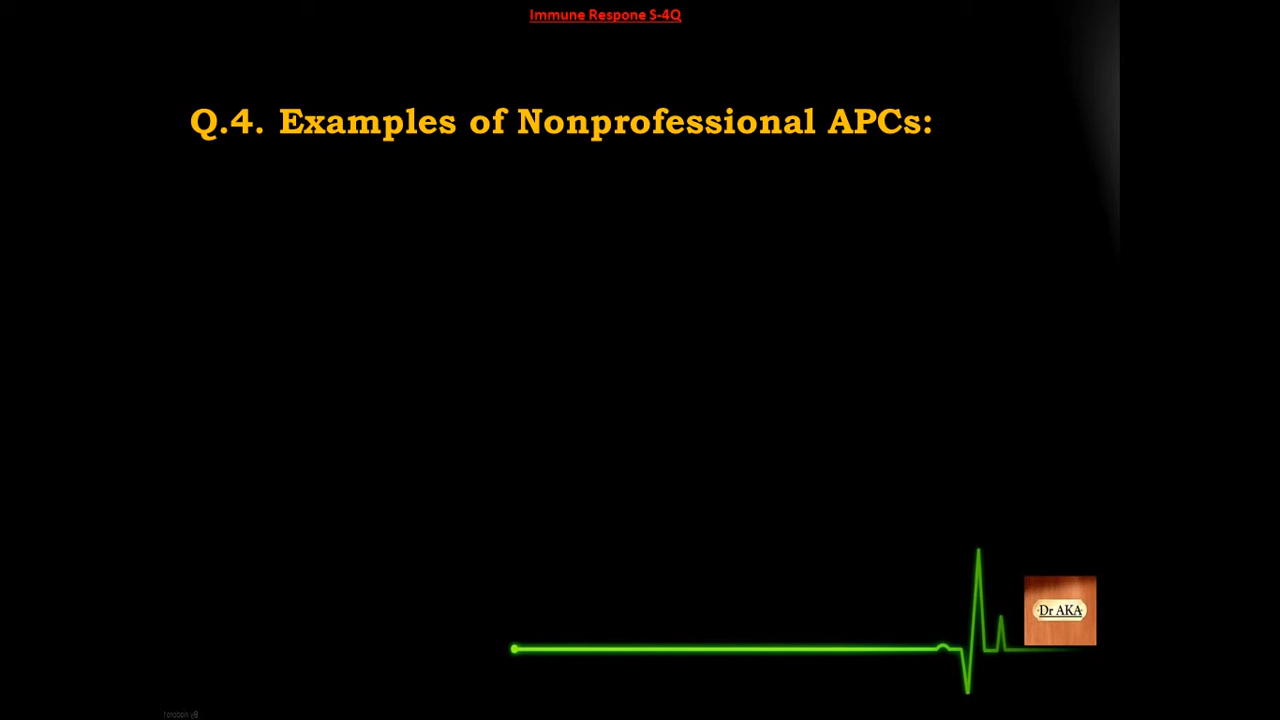 Immune Respone S-4Q
Q.4. Examples of Nonprofessional APCs:
Dr AKA